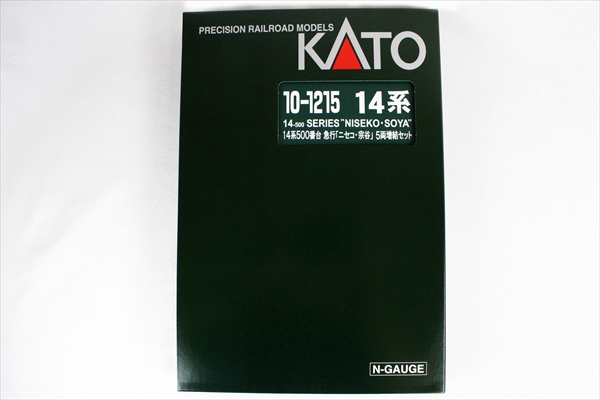 PRECISION RAILROAD MODELS
KATO
10-1215 14系
14-500 SERIES "NISEKO・SOYA"
14系500番台 急行「ニセコ・宗谷」 5両増結セット
N-GAUGE